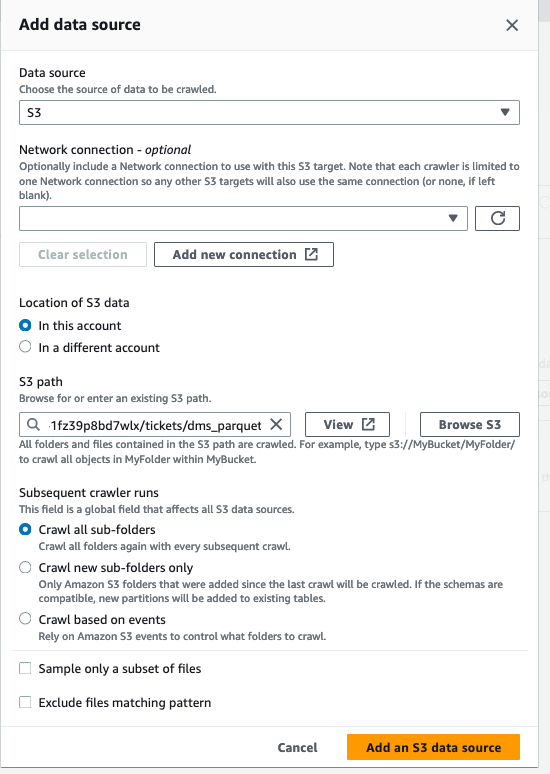 Add data source
Data source
Choose the source of data to be crawled.
S3
Network connection - optional
Optionally include a Network connection to use with this S3 target. Note that each crawler is limited to
one Network connection so any other S3 targets will also use the same connection (or none, if left
blank).
Clear selection
Add new connection
Location of S3 data
In this account
In a different account
S3 path
Browse for or enter an existing S3 path.
1fz39p8bd7wlx/tickets/dms_parquet
View
Browse S3
All folders and files contained in the S3 path are crawled. For example, type s3://MyBucket/MyFolder/
to crawl all objects in MyFolder within MyBucket.
Subsequent crawler runs
This field is a global field that affects all S3 data sources.
Crawl all sub-folders
Crawl all folders again with every subsequent crawl.
Crawl new sub-folders only
Only Amazon S3 folders that were added since the last crawl will be crawled. If the schemas are
compatible, new partitions will be added to existing tables.
Crawl based on events
Rely on Amazon S3 events to control what folders to crawl.
Sample only a subset of files
Exclude files matching pattern
Cancel
Add an S3 data source